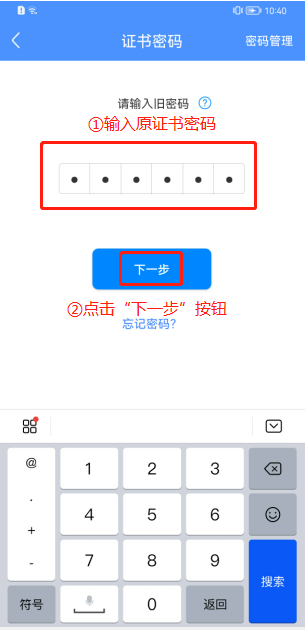 10:40
证书密码 密码管理
请输入旧密码 ?
①输入原证书密码
下一步
②点击“下一步”按钮
忘记密码?
@ 1 2 3
. 4 5 6
+
- 7 8 9 搜索
符号 0 返回